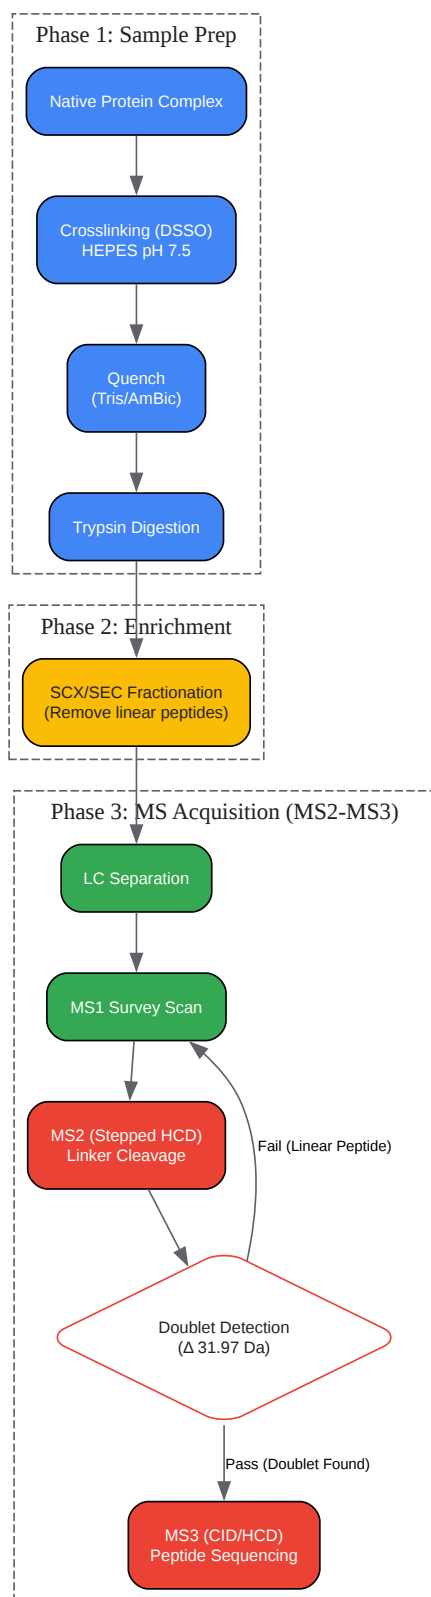 Phase 1: Sample Prep
Native Protein Complex
Crosslinking (DSSO)
HEPES pH 7.5
Quench
(Tris/AmBic)
Trypsin Digestion
Phase 2: Enrichment
SCX/SEC Fractionation
(Remove linear peptides)
Phase 3: MS Acquisition (MS2-MS3)
LC Separation
MS1 Survey Scan
MS2 (Stepped HCD)
Linker Cleavage
Fail (Linear Peptide)
Doublet Detection
(Δ 31.97 Da)
Pass (Doublet Found)
MS3 (CID/HCD)
Peptide Sequencing